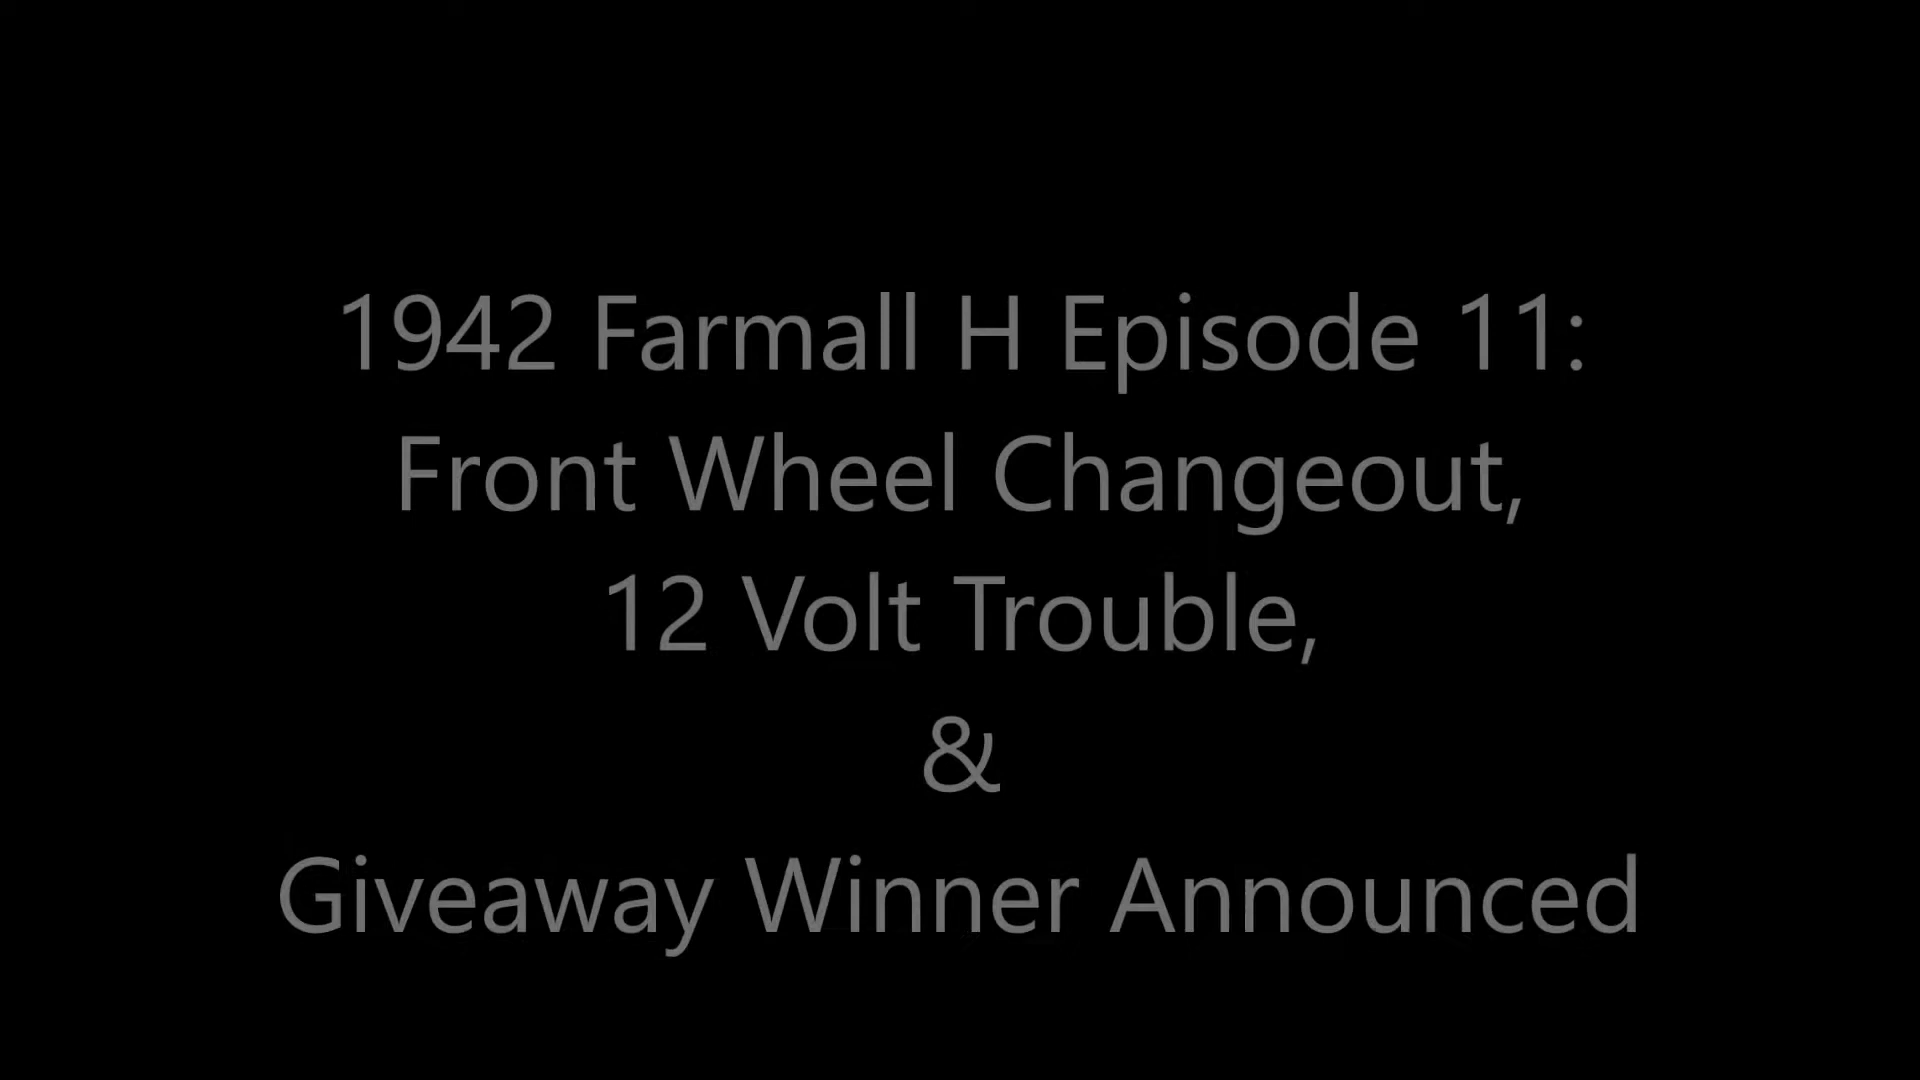 1942 Farmall H Episode 11:
Front Wheel Changeout,
12 Volt Trouble,
&
Giveaway Winner Announced